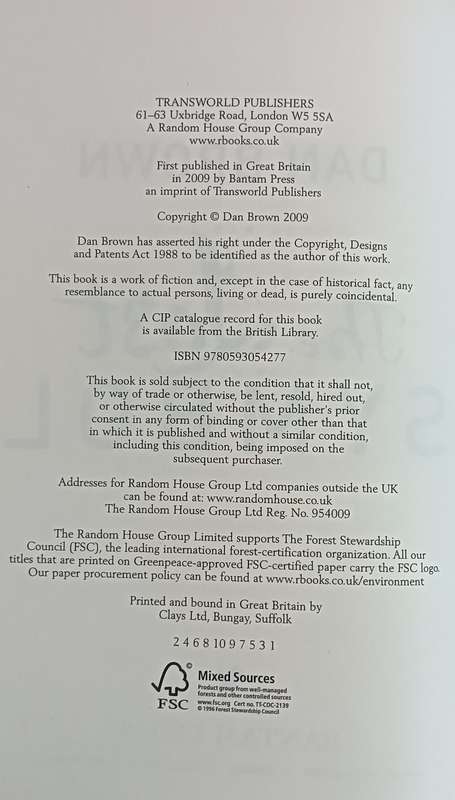 TRANSWORLD PUBLISHERS
61–63 Uxbridge Road, London W5 5SA
A Random House Group Company
www.rbooks.co.uk
First published in Great Britain
in 2009 by Bantam Press
an imprint of Transworld Publishers
Copyright © Dan Brown 2009
Dan Brown has asserted his right under the Copyright, Designs
and Patents Act 1988 to be identified as the author of this work.
This book is a work of fiction and, except in the case of historical fact, any
resemblance to actual persons, living or dead, is purely coincidental.
A CIP catalogue record for this book
is available from the British Library.
ISBN 9780593054277
This book is sold subject to the condition that it shall not,
by way of trade or otherwise, be lent, resold, hired out,
or otherwise circulated without the publisher's prior
consent in any form of binding or cover other than that
in which it is published and without a similar condition,
including this condition, being imposed on the
subsequent purchaser.
Addresses for Random House Group Ltd companies outside the UK
can be found at: www.randomhouse.co.uk
The Random House Group Ltd Reg. No. 954009
The Random House Group Limited supports The Forest Stewardship
Council (FSC), the leading international forest-certification organization. All our
titles that are printed on Greenpeace-approved FSC-certified paper carry the FSC logo.
Our paper procurement policy can be found at www.rbooks.co.uk/environment
Printed and bound in Great Britain by
Clays Ltd, Bungay, Suffolk
2 4 6 8 10 9 7 5 3 1
©
FSC
Mixed Sources
Product group from well-managed
forests and other controlled sources
www.fsc.org Cert no. TT-COC-2139
© 1996 Forest Stewardship Council